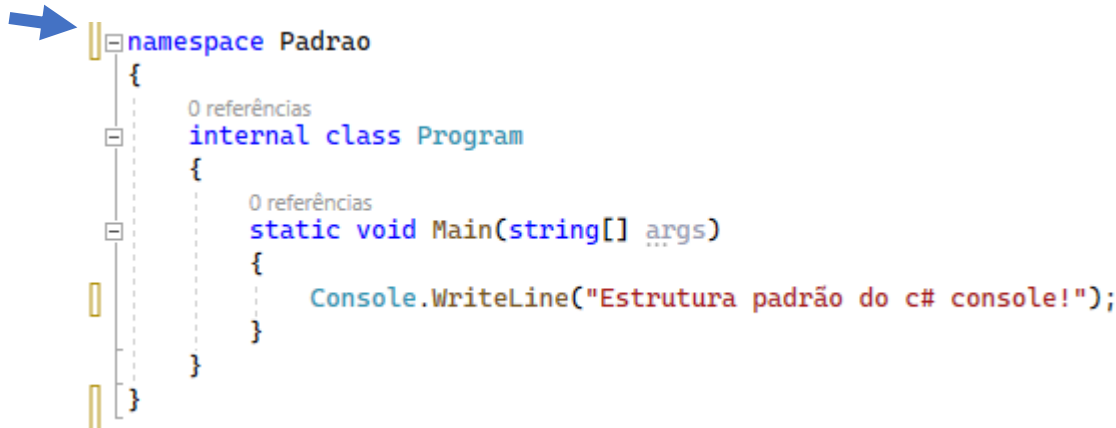 namespace Padrao
{
0 referências
internal class Program
{
0 referências
static void Main(string[] args)
{
Console.WriteLine("Estrutura padrão do c# console!");
}
}
}